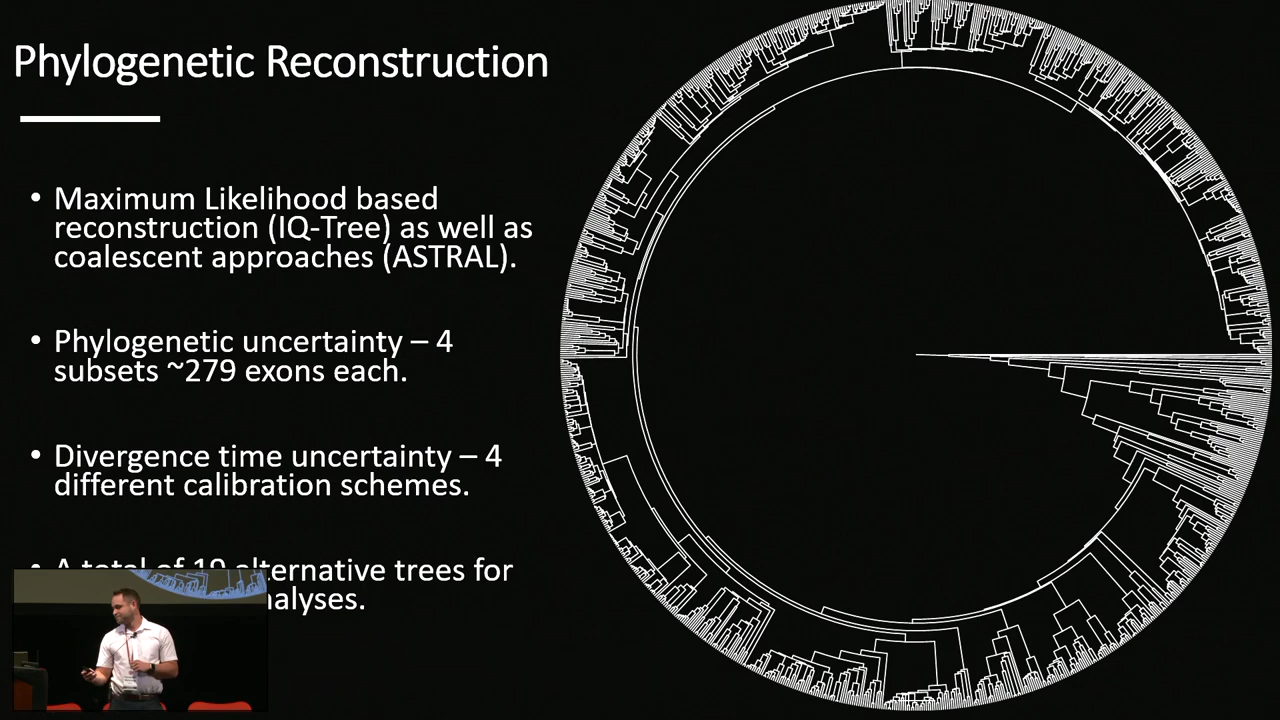 Phylogenetic Reconstruction
• Maximum Likelihood based
reconstruction (IQ-Tree) as well as
coalescent approaches (ASTRAL).
• Phylogenetic uncertainty – 4
subsets ~279 exons each.
• Divergence time uncertainty – 4
different calibration schemes.
• A total of 19 alternative trees for